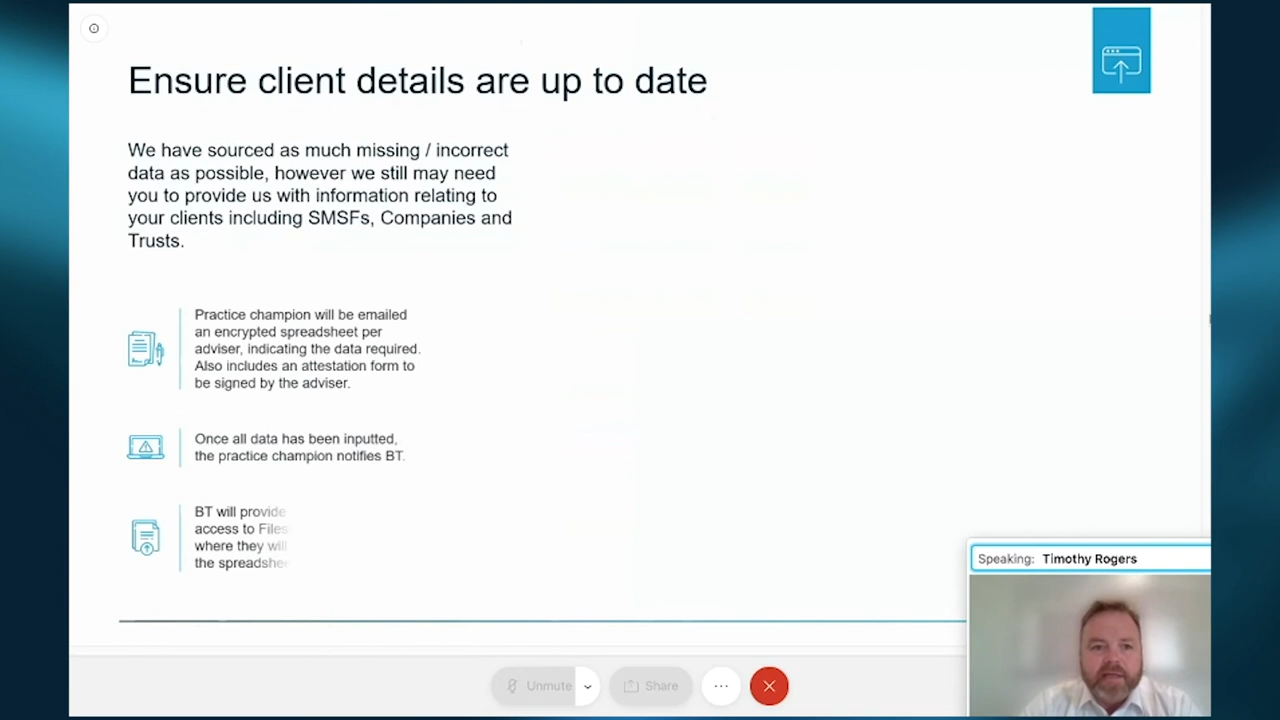 Ensure client details are up to date
We have sourced as much missing / incorrect
data as possible, however we still may need
you to provide us with information relating to
your clients including SMSFs, Companies and
Trusts.
Practice champion will be emailed
an encrypted spreadsheet per
adviser, indicating the data required.
Also includes an attestation form to
be signed by the adviser.
Once all data has been inputted,
the practice champion notifies BT.
BT will provide
access to Files
where they will
the spreadshe
Speaking: Timothy Rogers
Unmute
Share